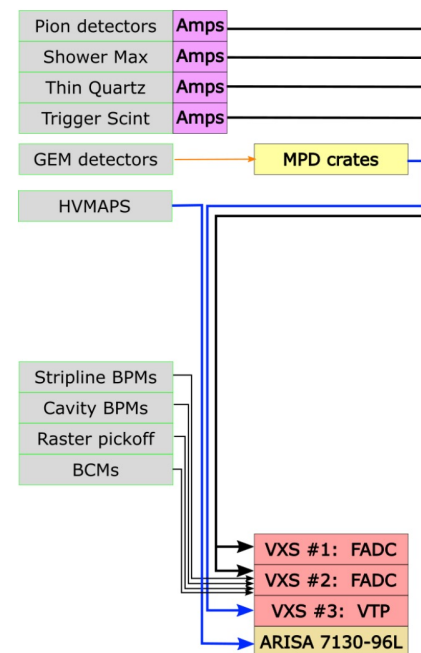 Pion detectors Amps
Shower Max Amps
Thin Quartz Amps
Trigger Scint Amps
GEM detectors MPD crates
HVMAPS
Stripline BPMs
Cavity BPMs
Raster pickoff
BCMs
VXS #1: FADC
VXS #2: FADC
VXS #3: VTP
ARISA 7130-96L